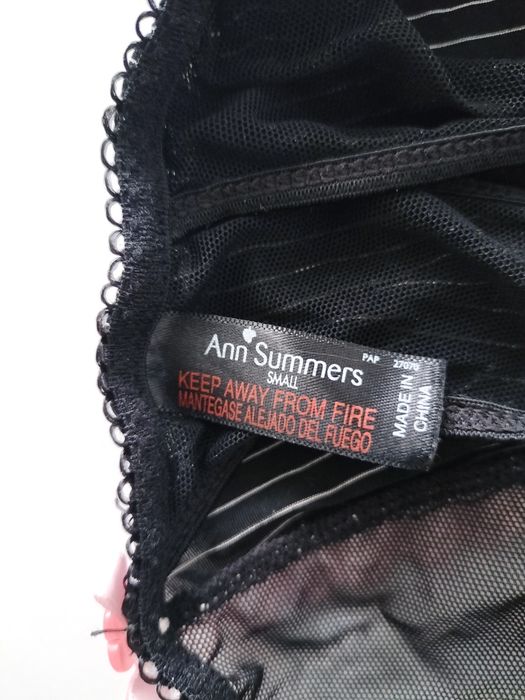 Ann Summers
SMALL
KEEP AWAY FROM FIRE
MANTEGASE ALEJADO DEL FUEGO
PAP 27070
MADE IN
CHINA